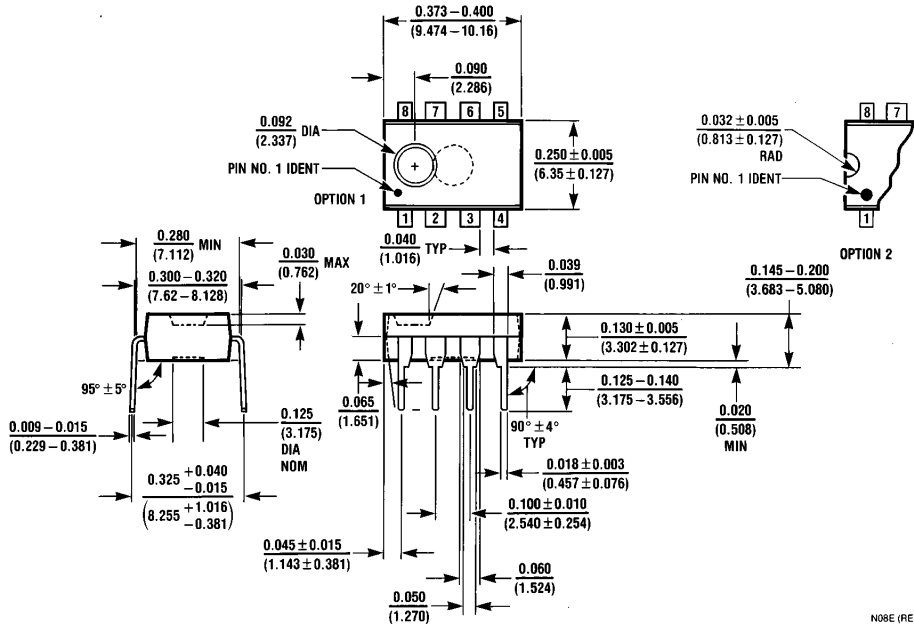 0.373 – 0.400
(9.474 – 10.16)
0.090
(2.286)
8 7 6 5
0.092 DIA
(2.337)
PIN NO. 1 IDENT
OPTION 1
1 2 3 4
0.250 ± 0.005
(6.35 ± 0.127)
0.032 ± 0.005
(0.813 ± 0.127)
RAD
PIN NO. 1 IDENT
8 7
1
OPTION 2
0.280 MIN
(7.112)
0.300 – 0.320
(7.62 – 8.128)
0.030 MAX
(0.762)
0.040 TYP
(1.016)
0.039
(0.991)
20° ± 1°
0.145 – 0.200
(3.683 – 5.080)
0.130 ± 0.005
(3.302 ± 0.127)
0.125 – 0.140
(3.175 – 3.556)
0.020
(0.508)
MIN
95° ± 5°
0.009 – 0.015
(0.229 – 0.381)
0.125
(3.175)
DIA
NOM
0.065
(1.651)
90° ± 4°
TYP
0.018 ± 0.003
(0.457 ± 0.076)
0.325 +0.040
–0.015
(8.255 +1.016
–0.381)
0.100 ± 0.010
(2.540 ± 0.254)
0.045 ± 0.015
(1.143 ± 0.381)
0.060
(1.524)
0.050
(1.270)
N08E (RE